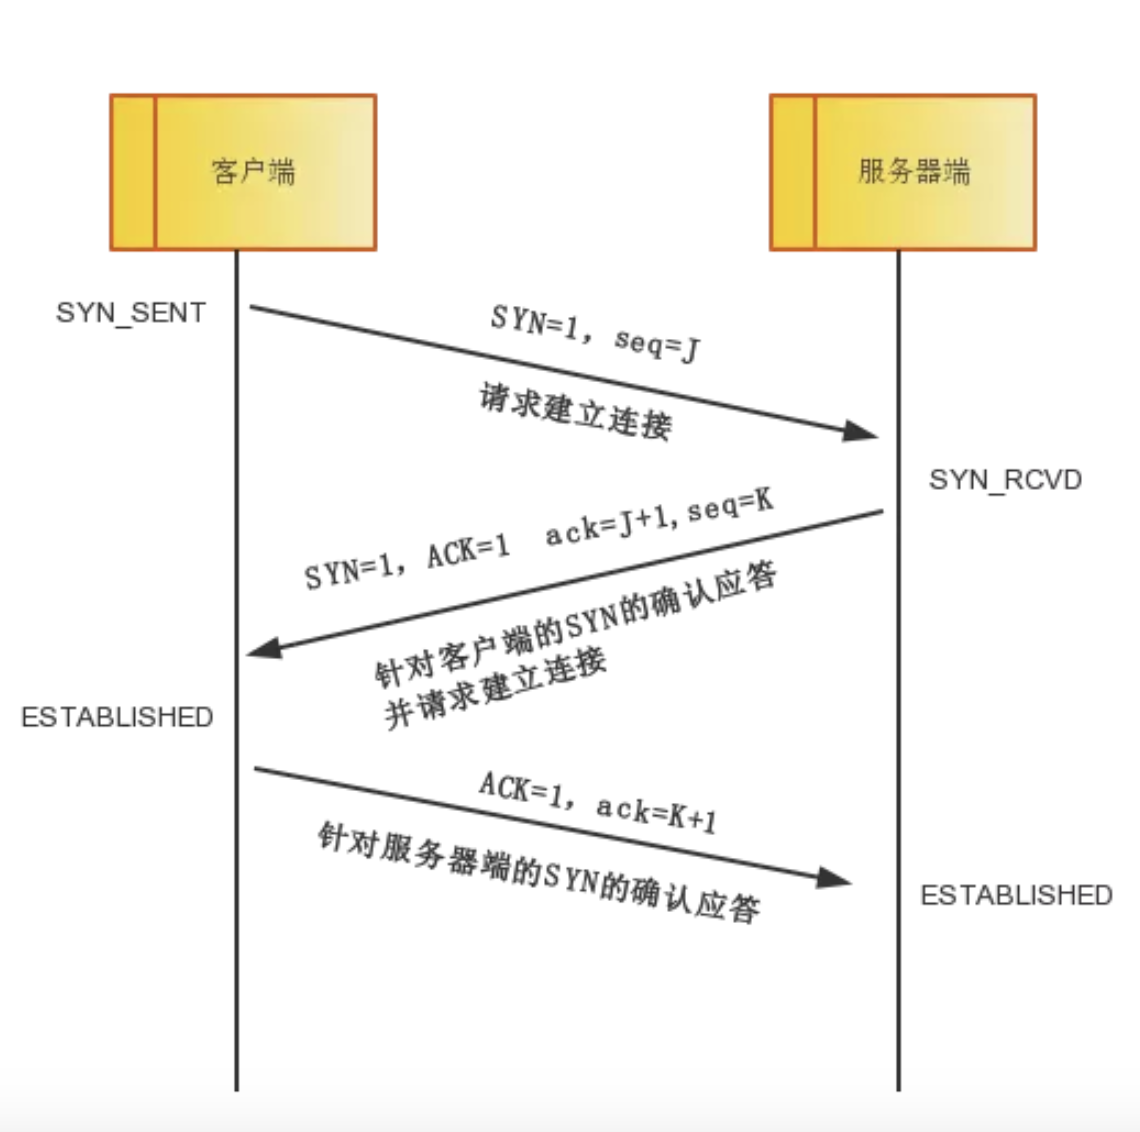 客户端
服务器端
SYN_SENT
SYN=1, seq=J
请求建立连接
SYN_RCVD
SYN=1, ACK=1 ack=J+1,seq=K
针对客户端的SYN的确认应答
并请求建立连接
ESTABLISHED
ACK=1, ack=K+1
针对服务器端的SYN的确认应答
ESTABLISHED